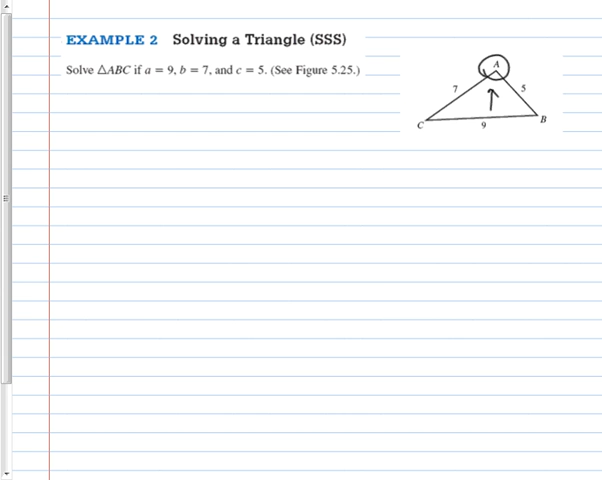 EXAMPLE 2 Solving a Triangle (SSS)
Solve △ABC if a = 9, b = 7, and c = 5. (See Figure 5.25.)
A
7
5
C
9
B